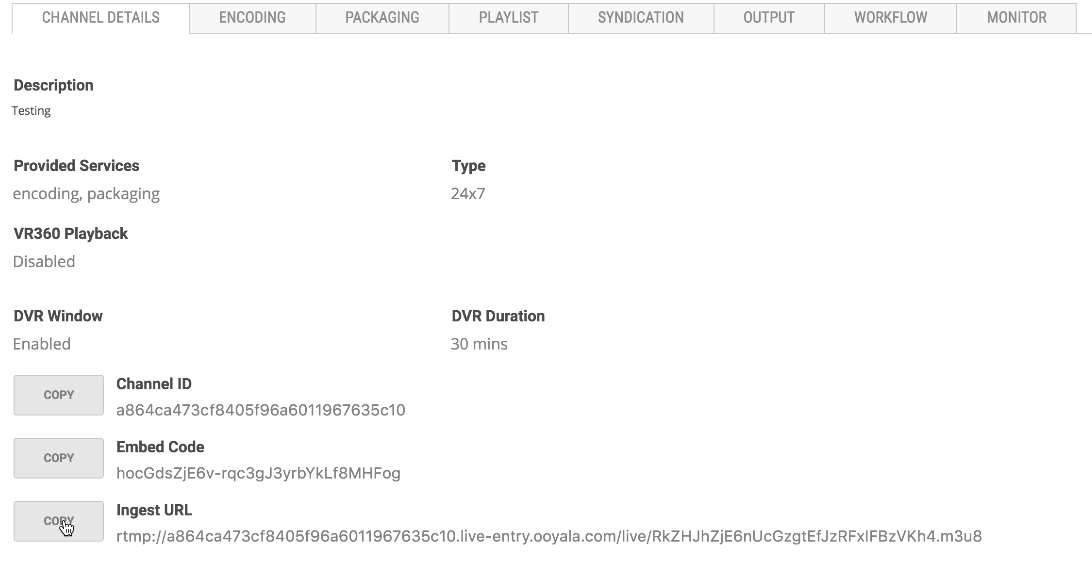 CHANNEL DETAILS ENCODING PACKAGING PLAYLIST SYNDICATION OUTPUT WORKFLOW MONITOR
Description
Testing
Provided Services Type
encoding, packaging 24x7
VR360 Playback
Disabled
DVR Window DVR Duration
Enabled 30 mins
COPY Channel ID
a864ca473cf8405f96a6011967635c10
COPY Embed Code
hocGdsZjE6v-rqc3gJ3yrbYkLf8MHFog
COPY Ingest URL
rtmp://a864ca473cf8405f96a6011967635c10.live-entry.ooyala.com/live/RkZHJhZjE6nUcGzgtEfJzRFxIFBzVKh4.m3u8